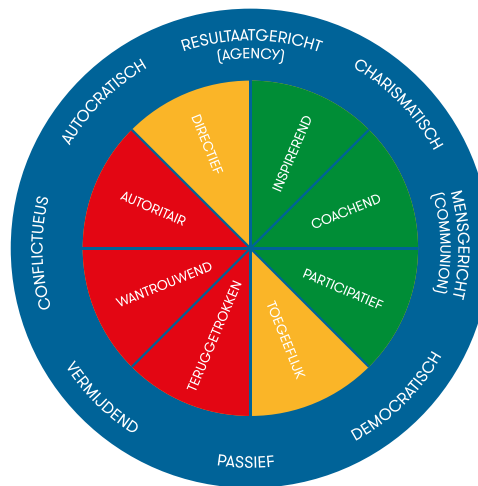 RESULTAATGERICHT
(AGENCY)
CHARISMATISCH
MENSGERICHT
(COMMUNION)
DEMOCRATISCH
PASSIEF
VERMIJDEND
CONFLICTUEUS
AUTOCRATISCH
DIRECTIEF
INSPIREREND
COACHEND
PARTICIPATIEF
TOEGEEFLIJK
TERUGGETROKKEN
WANTROUWEND
AUTORITAIR